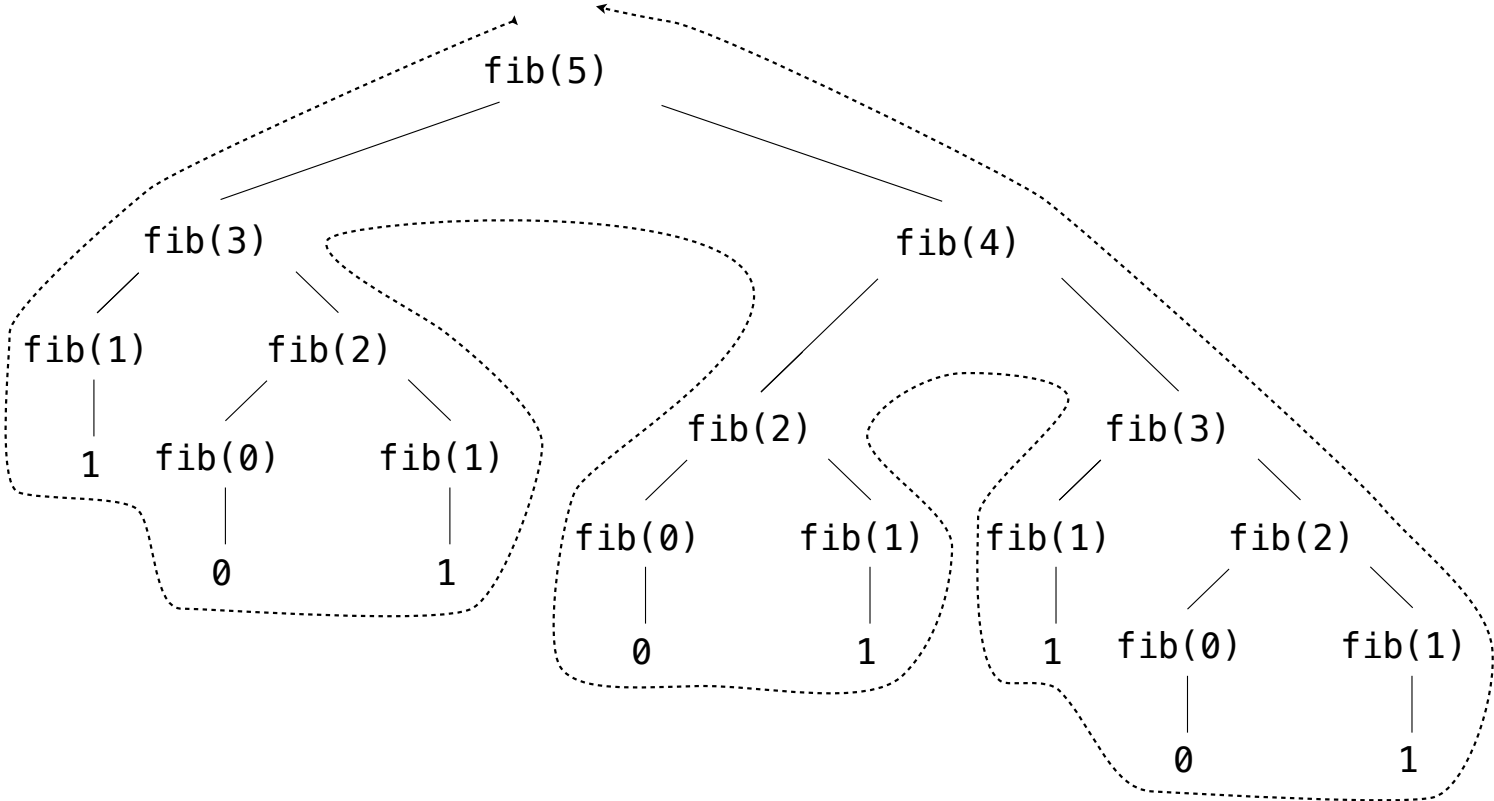 fib(5)
fib(3) fib(4)
fib(1) fib(2)
fib(2) fib(3)
1 fib(0) fib(1)
fib(0) fib(1) fib(1) fib(2)
0 1
0 1 1 fib(0) fib(1)
0 1